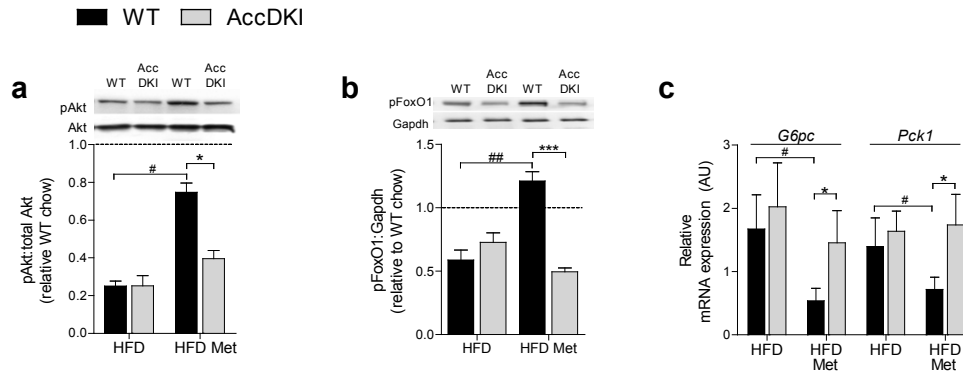 WT AccDKI
a
WT Acc DKI WT Acc DKI
pAkt
Akt
pAkt:total Akt
(relative WT chow)
1.0
0.8
0.6
0.4
0.2
0.0
#
*
HFD HFD Met
b
WT Acc DKI WT Acc DKI
pFoxO1
Gapdh
pFoxO1:Gapdh
(relative to WT chow)
1.5
1.0
0.5
0.0
##
***
HFD HFD Met
c
G6pc Pck1
Relative
mRNA expression (AU)
3
2
1
0
#
*
#
*
HFD HFD Met HFD HFD Met